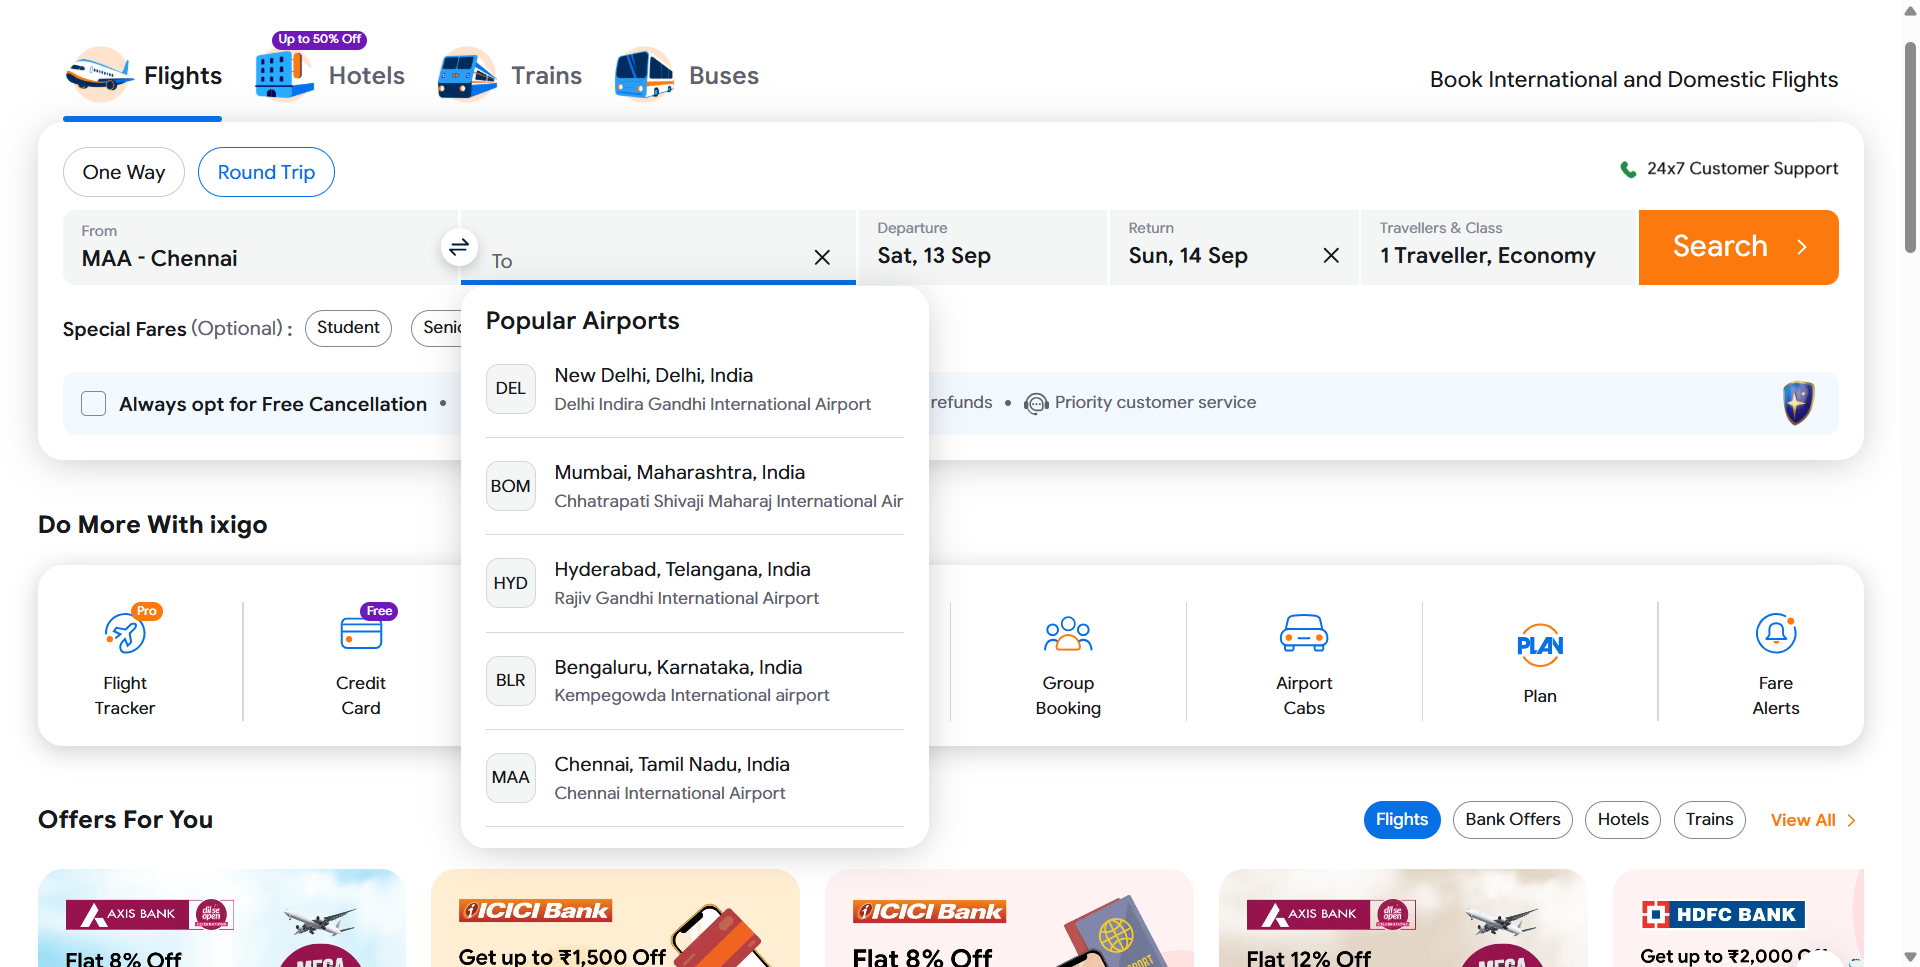 Up to 50% Off
Flights
Hotels
Trains
Buses
Book International and Domestic Flights
One Way
Round Trip
24x7 Customer Support
From
MAA - Chennai
To
Departure
Sat, 13 Sep
Return
Sun, 14 Sep
Travellers & Class
1 Traveller, Economy
Search
Special Fares (Optional) :
Student
Popular Airports
DEL
New Delhi, Delhi, India
Delhi Indira Gandhi International Airport
Always opt for Free Cancellation •
refunds •
Priority customer service
BOM
Mumbai, Maharashtra, India
Chhatrapati Shivaji Maharaj International Air
HYD
Hyderabad, Telangana, India
Rajiv Gandhi International Airport
BLR
Bengaluru, Karnataka, India
Kempegowda International airport
MAA
Chennai, Tamil Nadu, India
Chennai International Airport
Do More With ixigo
Pro
Flight
Tracker
Free
Credit
Card
Group
Booking
Airport
Cabs
PLAN
Plan
Fare
Alerts
Offers For You
Flights
Bank Offers
Hotels
Trains
View All
AXIS BANK
dil se
open
Flat 8% Off
MEGA
ICICI Bank
Get up to ₹1,500 Off
ICICI Bank
Flat 8% Off
AXIS BANK
dil se
open
Flat 12% Off
MEGA
HDFC BANK
Get up to ₹2,000